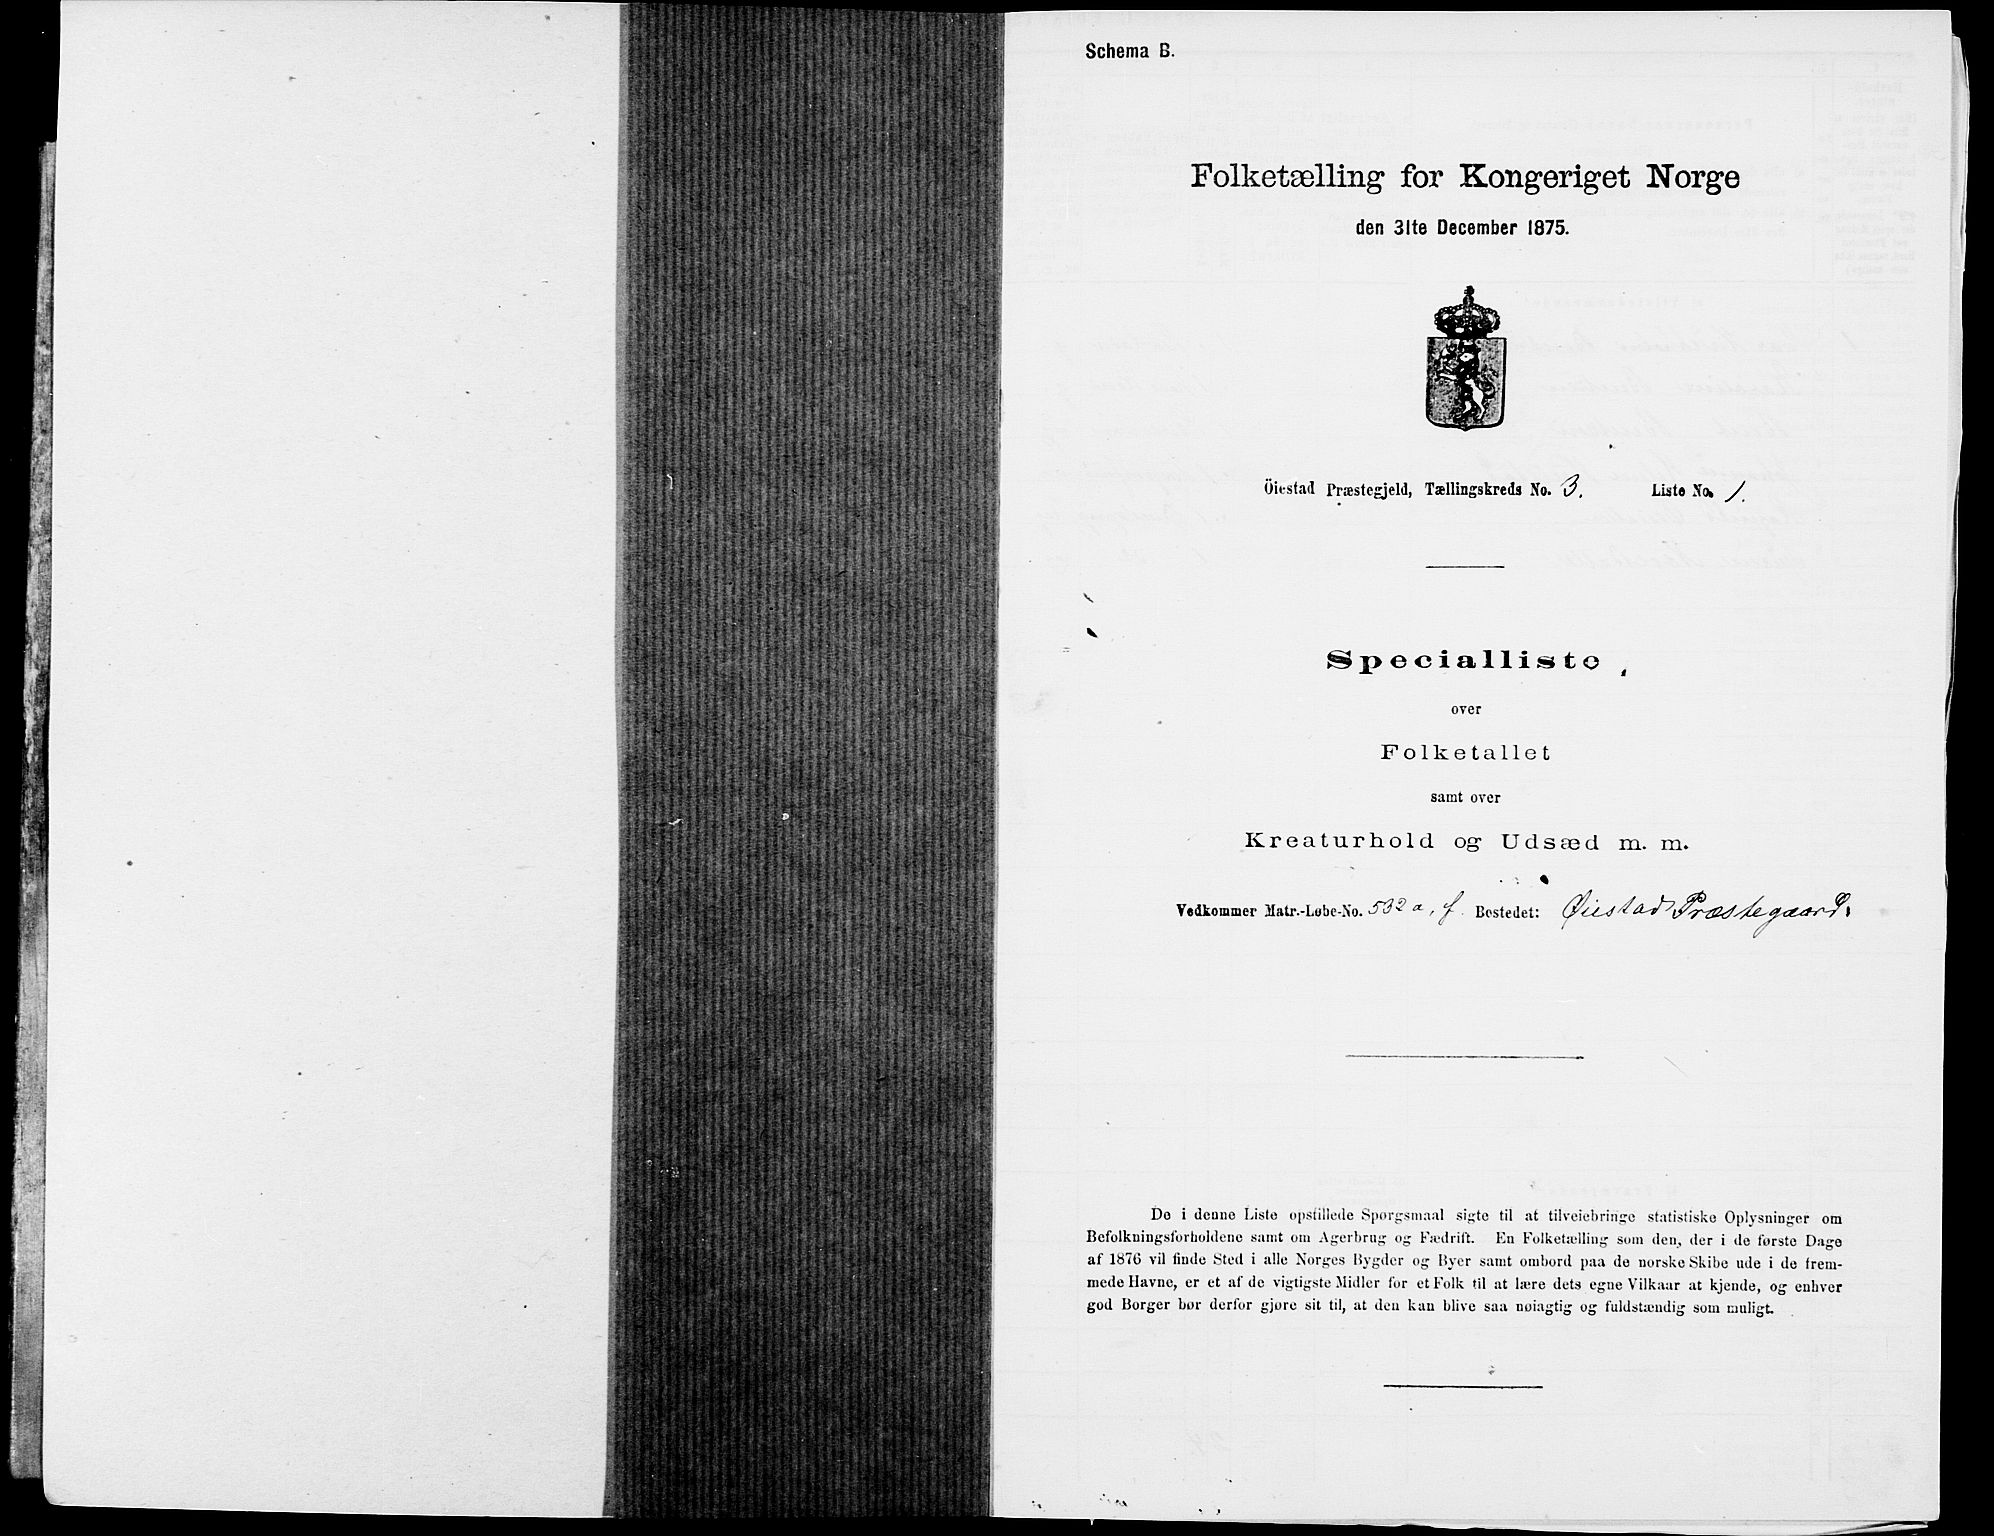 Schema B.
Folketælling for Kongeriget Norge
den 31te December 1875.
Öiestad Præstegjeld, Tællingskreds No. 3. Liste No. 1.
Specialliste
over
Folketallet
samt over
Kreaturhold og Udsæd m. m.
Vedkommer Matr.-Løbe-No. 532 a, f. Bostedet: Øiestad Præstegaard.
De i denne Liste opstillede Spørgsmaal sigte til at tilveiebringe statistiske Oplysninger om
Befolkningsforholdene samt om Agerbrug og Fædrift. En Folketælling som den, der i de første Dage
af 1876 vil finde Sted i alle Norges Bygder og Byer samt ombord paa de norske Skibe ude i de frem-
mede Havne, er et af de vigtigste Midler for et Folk til at lære dets egne Vilkaar at kjende, og enhver
god Borger bør derfor gjøre sit til, at den kan blive saa nøiagtig og fuldstændig som muligt.